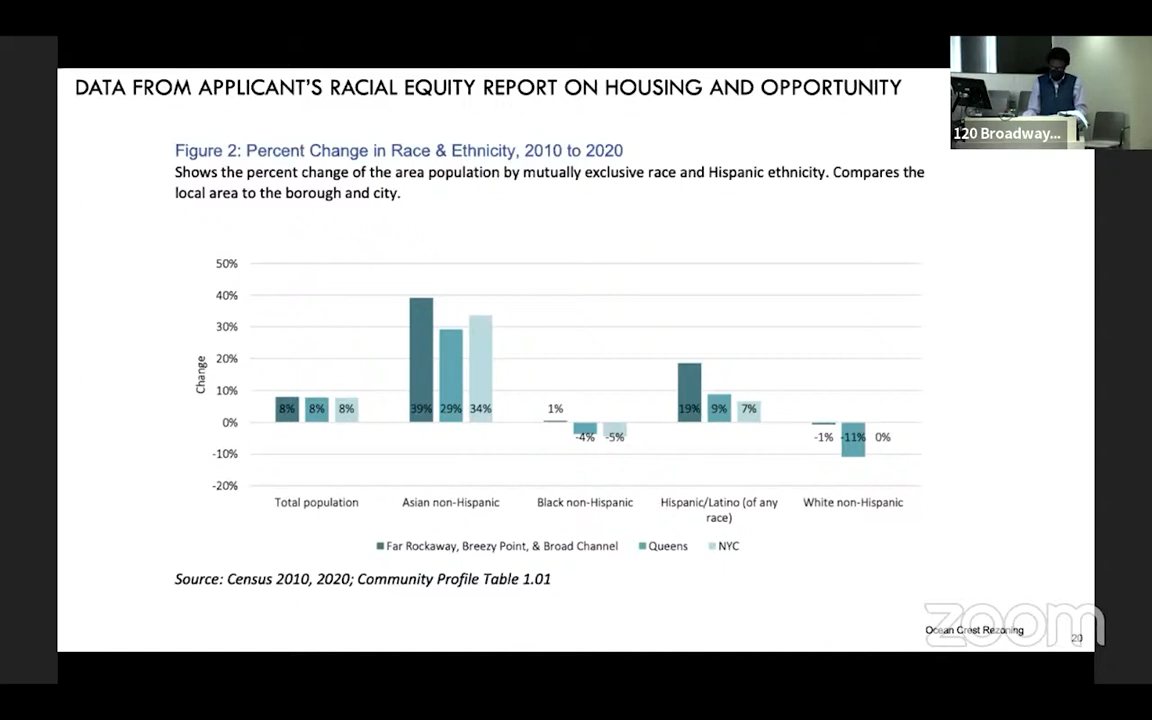 DATA FROM APPLICANT'S RACIAL EQUITY REPORT ON HOUSING AND OPPORTUNITY
120 Broadway...
Figure 2: Percent Change in Race & Ethnicity, 2010 to 2020
Shows the percent change of the area population by mutually exclusive race and Hispanic ethnicity. Compares the
local area to the borough and city.
50%
40%
30%
20%
10%
0%
-10%
-20%
Change
8% 8% 8%
39% 29% 34%
1% -4% -5%
19% 9% 7%
-1% -11% 0%
Total population
Asian non-Hispanic
Black non-Hispanic
Hispanic/Latino (of any
race)
White non-Hispanic
Far Rockaway, Breezy Point, & Broad Channel
Queens
NYC
Source: Census 2010, 2020; Community Profile Table 1.01
zoom
Ocean Crest Rezoning
20